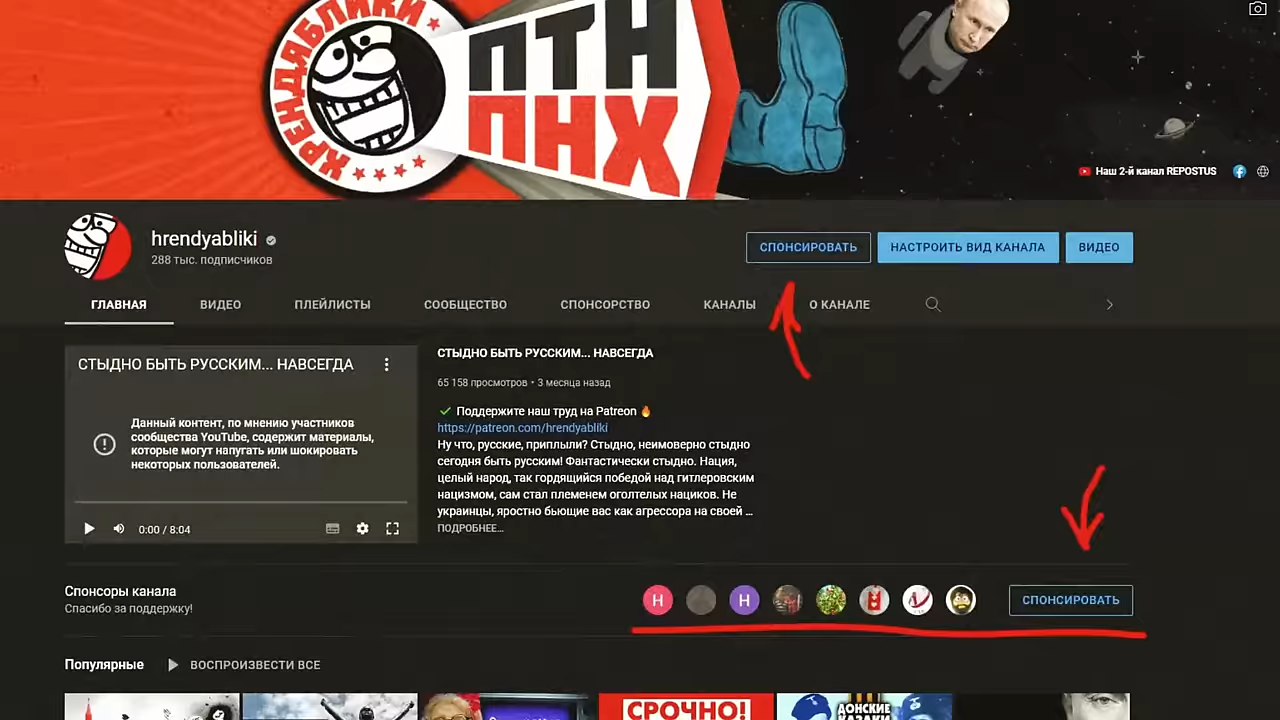 ХРЕНДЯБЛИКИ
ПТН
ПНХ
Наш 2-й канал REPOSTUS
hrendyabliki
288 тыс. подписчиков
СПОНСИРОВАТЬ
НАСТРОИТЬ ВИД КАНАЛА
ВИДЕО
ГЛАВНАЯ
ВИДЕО
ПЛЕЙЛИСТЫ
СООБЩЕСТВО
СПОНСОРСТВО
КАНАЛЫ
О КАНАЛЕ
СТЫДНО БЫТЬ РУССКИМ... НАВСЕГДА
Данный контент, по мнению участников
сообщества YouTube, содержит материалы,
которые могут напугать или шокировать
некоторых пользователей.
0:00 / 8:04
СТЫДНО БЫТЬ РУССКИМ... НАВСЕГДА
65 158 просмотров • 3 месяца назад
Поддержите наш труд на Patreon
https://patreon.com/hrendyabliki
Ну что, русские, приплыли? Стыдно, неимоверно стыдно
сегодня быть русским! Фантастически стыдно. Нация,
целый народ, так гордящийся победой над гитлеровским
нацизмом, сам стал племенем оголтелых нациков. Не
украинцы, яростно бьющие вас как агрессора на своей ...
ПОДРОБНЕЕ...
Спонсоры канала
Спасибо за поддержку!
Н
Н
СПОНСИРОВАТЬ
Популярные
ВОСПРОИЗВЕСТИ ВСЕ
СРОЧНО!
ДОНСКИЕ
КАЗАКИ